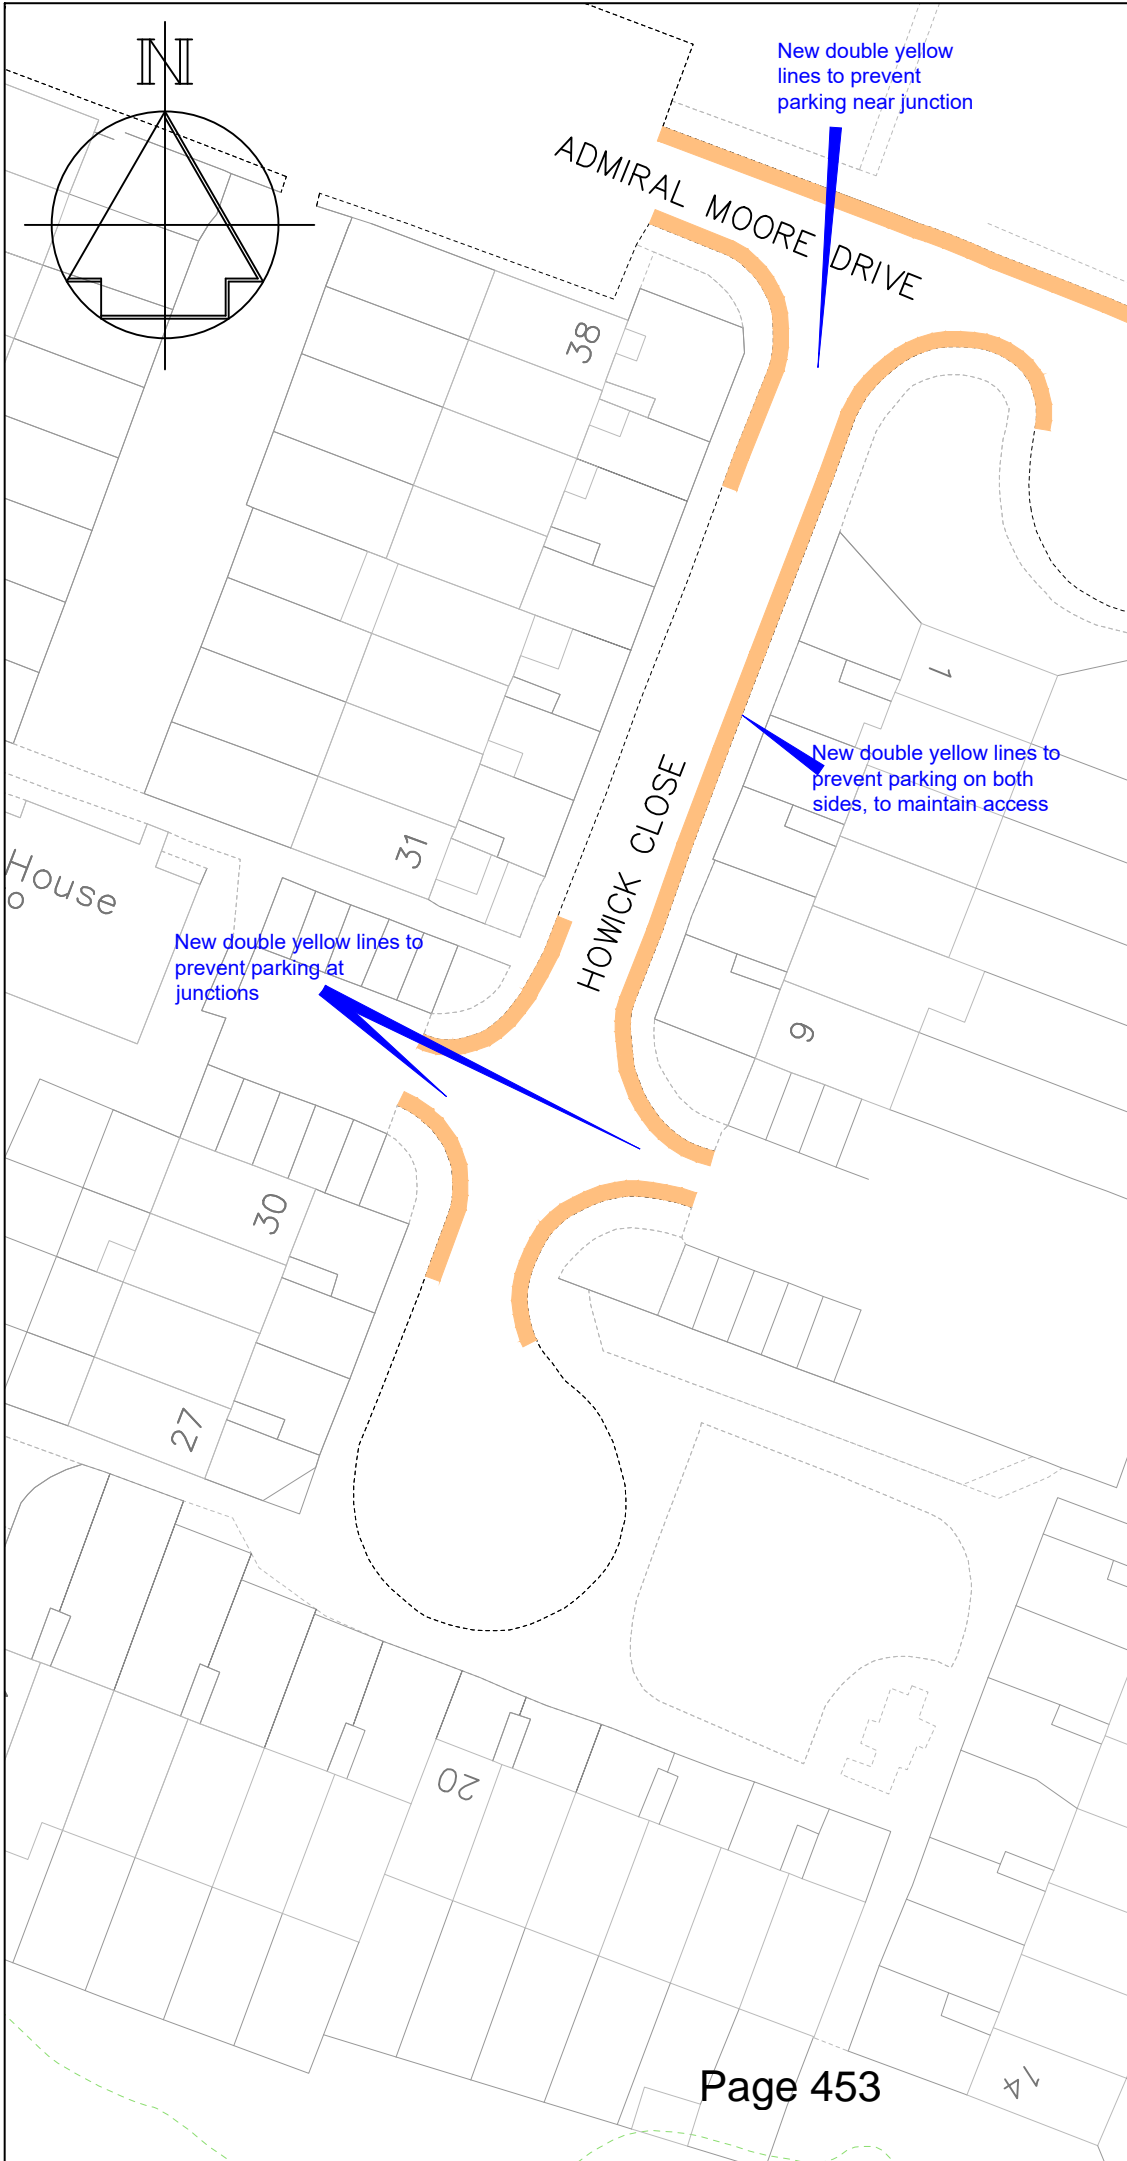 N
New double yellow
lines to prevent
parking near junction
ADMIRAL MOORE DRIVE
38
1
New double yellow lines to
prevent parking on both
sides, to maintain access
HOWICK CLOSE
31
House
New double yellow lines to
prevent parking at
junctions
6
30
27
20
14
Page 453